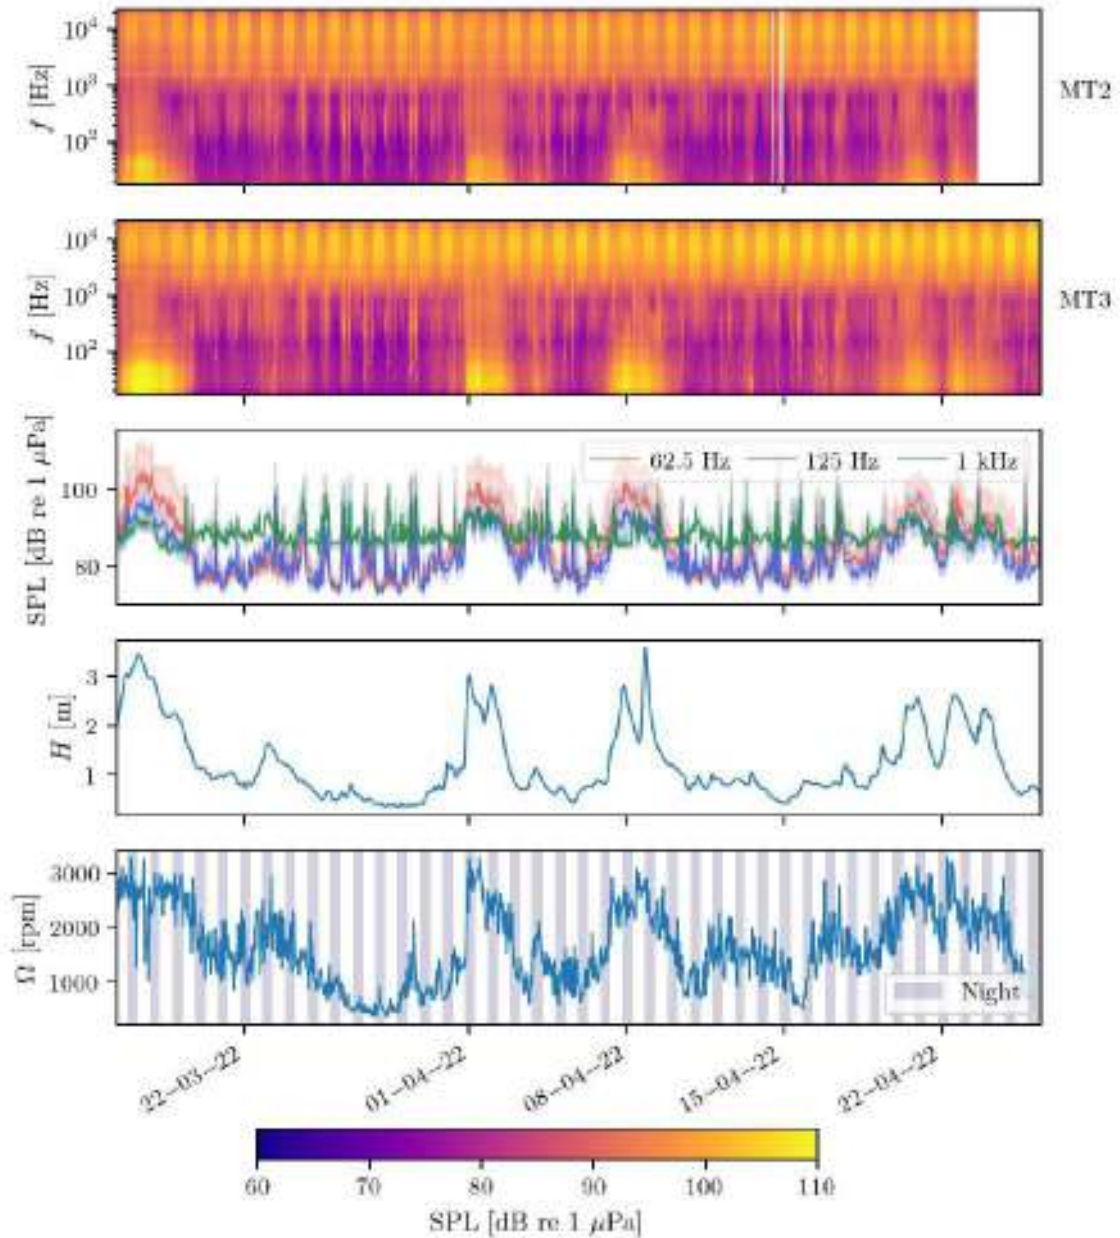 10⁴
10³
10²
f [Hz]
MT2
10⁴
10³
10²
f [Hz]
MT3
SPL [dB re 1 μPa]
100
80
62.5 Hz 125 Hz 1 kHz
H [m]
3
2
1
Ω [rpm]
3000
2000
1000
Night
22-03-22 01-04-22 08-04-22 15-04-22 22-04-22
60 70 80 90 100 110
SPL [dB re 1 μPa]